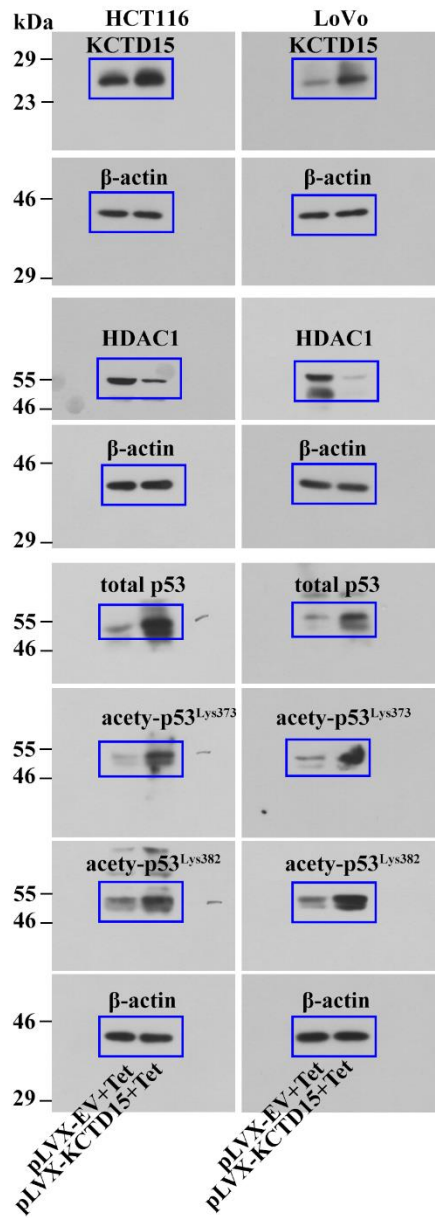 kDa HCT116 LoVo
KCTD15 KCTD15
29
23
β-actin β-actin
46
29
HDAC1 HDAC1
55
46
β-actin β-actin
46
29
total p53 total p53
55
46
acety-p53Lys373 acety-p53Lys373
55
46
acety-p53Lys382 acety-p53Lys382
55
46
β-actin β-actin
46
29
pLVX-EV+Tet pLVX-EV+Tet
pLVX-KCTD15+Tet pLVX-KCTD15+Tet